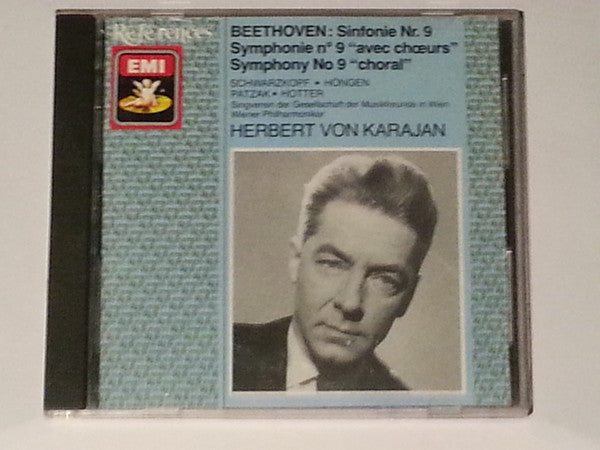 Références
EMI
BEETHOVEN: Sinfonie Nr. 9
Symphonie n° 9 "avec chœurs"
Symphony No 9 "choral"
SCHWARZKOPF • HÖNGEN
PATZAK • HOTTER
Singverein der Gesellschaft der Musikfreunde in Wien
Wiener Philharmoniker
HERBERT VON KARAJAN